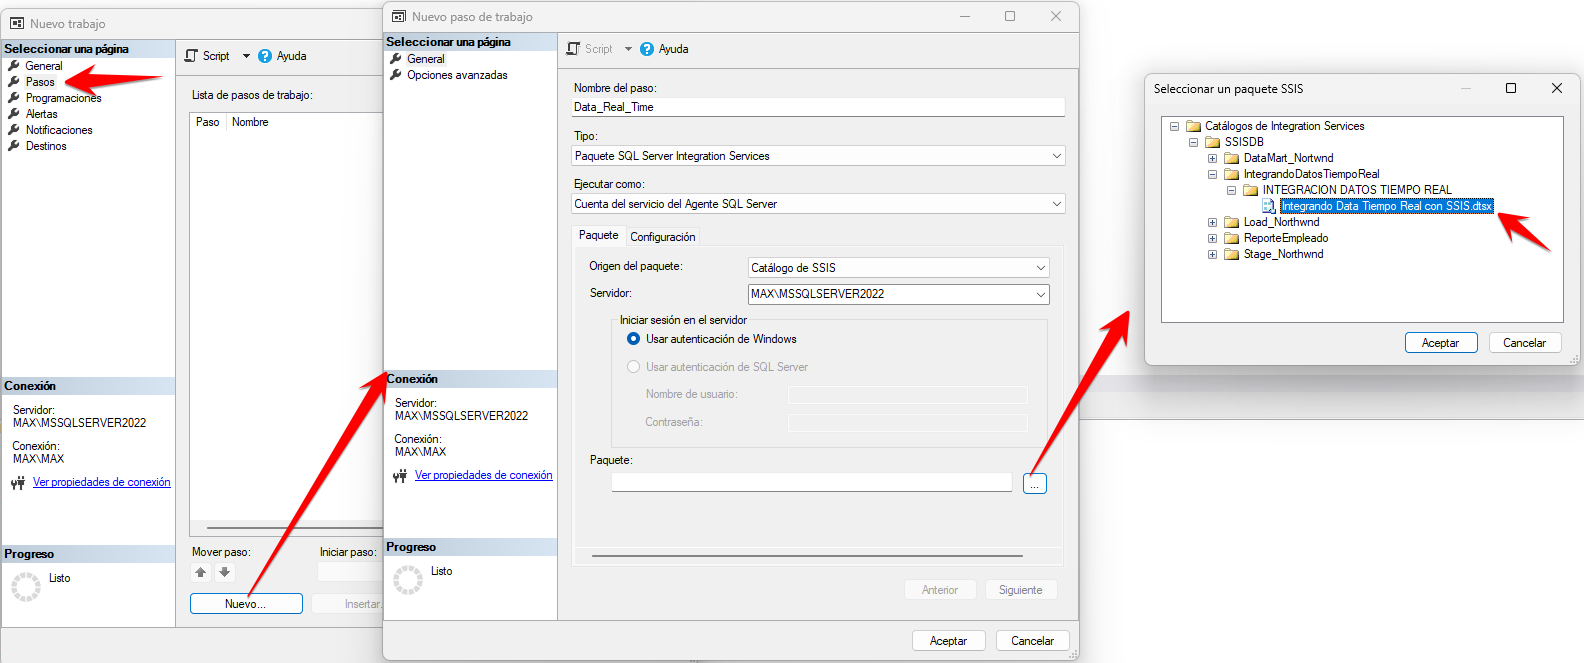 Nuevo trabajo
Seleccionar una página
General
Pasos
Programaciones
Alertas
Notificaciones
Destinos
Conexión
Servidor:
MAX\MSSQLSERVER2022
Conexión:
MAX\MAX
Ver propiedades de conexión
Progreso
Listo
Script
Ayuda
Lista de pasos de trabajo:
Paso Nombre
Mover paso:
Iniciar paso:
Nuevo...
Insertar.
Nuevo paso de trabajo
Seleccionar una página
General
Opciones avanzadas
Conexión
Servidor:
MAX\MSSQLSERVER2022
Conexión:
MAX\MAX
Ver propiedades de conexión
Progreso
Listo
Script
Ayuda
Nombre del paso:
Data_Real_Time
Tipo:
Paquete SQL Server Integration Services
Ejecutar como:
Cuenta del servicio del Agente SQL Server
Paquete Configuración
Origen del paquete: Catálogo de SSIS
Servidor: MAX\MSSQLSERVER2022
Iniciar sesión en el servidor
Usar autenticación de Windows
Usar autenticación de SQL Server
Nombre de usuario:
Contraseña:
Paquete:
...
Anterior Siguiente
Aceptar Cancelar
Seleccionar un paquete SSIS
Catálogos de Integration Services
SSISDB
DataMart_Nortwnd
IntegrandoDatosTiempoReal
INTEGRACION DATOS TIEMPO REAL
Integrando Data Tiempo Real con SSIS.dtsx
Load_Northwnd
ReporteEmpleado
Stage_Northwnd
Aceptar Cancelar